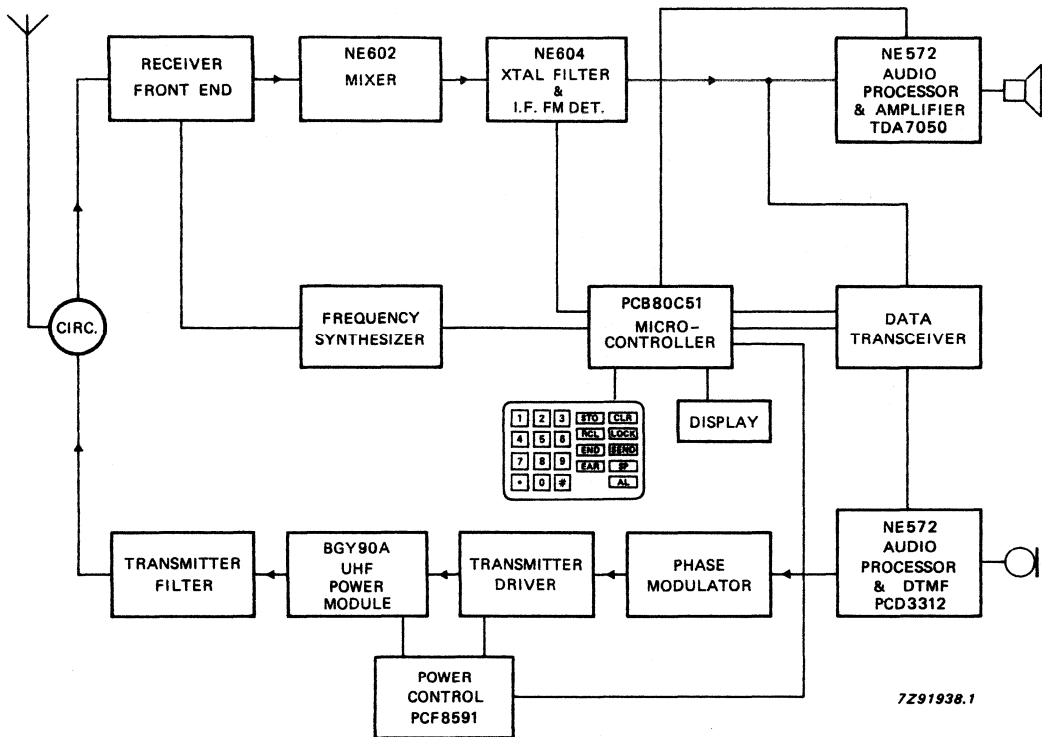 RECEIVER
FRONT END
NE602
MIXER
NE604
XTAL FILTER
&
I.F. FM DET.
NE572
AUDIO
PROCESSOR
& AMPLIFIER
TDA7050
CIRC.
FREQUENCY
SYNTHESIZER
PCB80C51
MICRO-
CONTROLLER
DATA
TRANSCEIVER
1 2 3 STO CLR
4 5 6 RCL LOCK
7 8 9 END SEND
EAR SP
* 0 # AL
DISPLAY
TRANSMITTER
FILTER
BGY90A
UHF
POWER
MODULE
TRANSMITTER
DRIVER
PHASE
MODULATOR
NE572
AUDIO
PROCESSOR
& DTMF
PCD3312
POWER
CONTROL
PCF8591
7Z91938.1